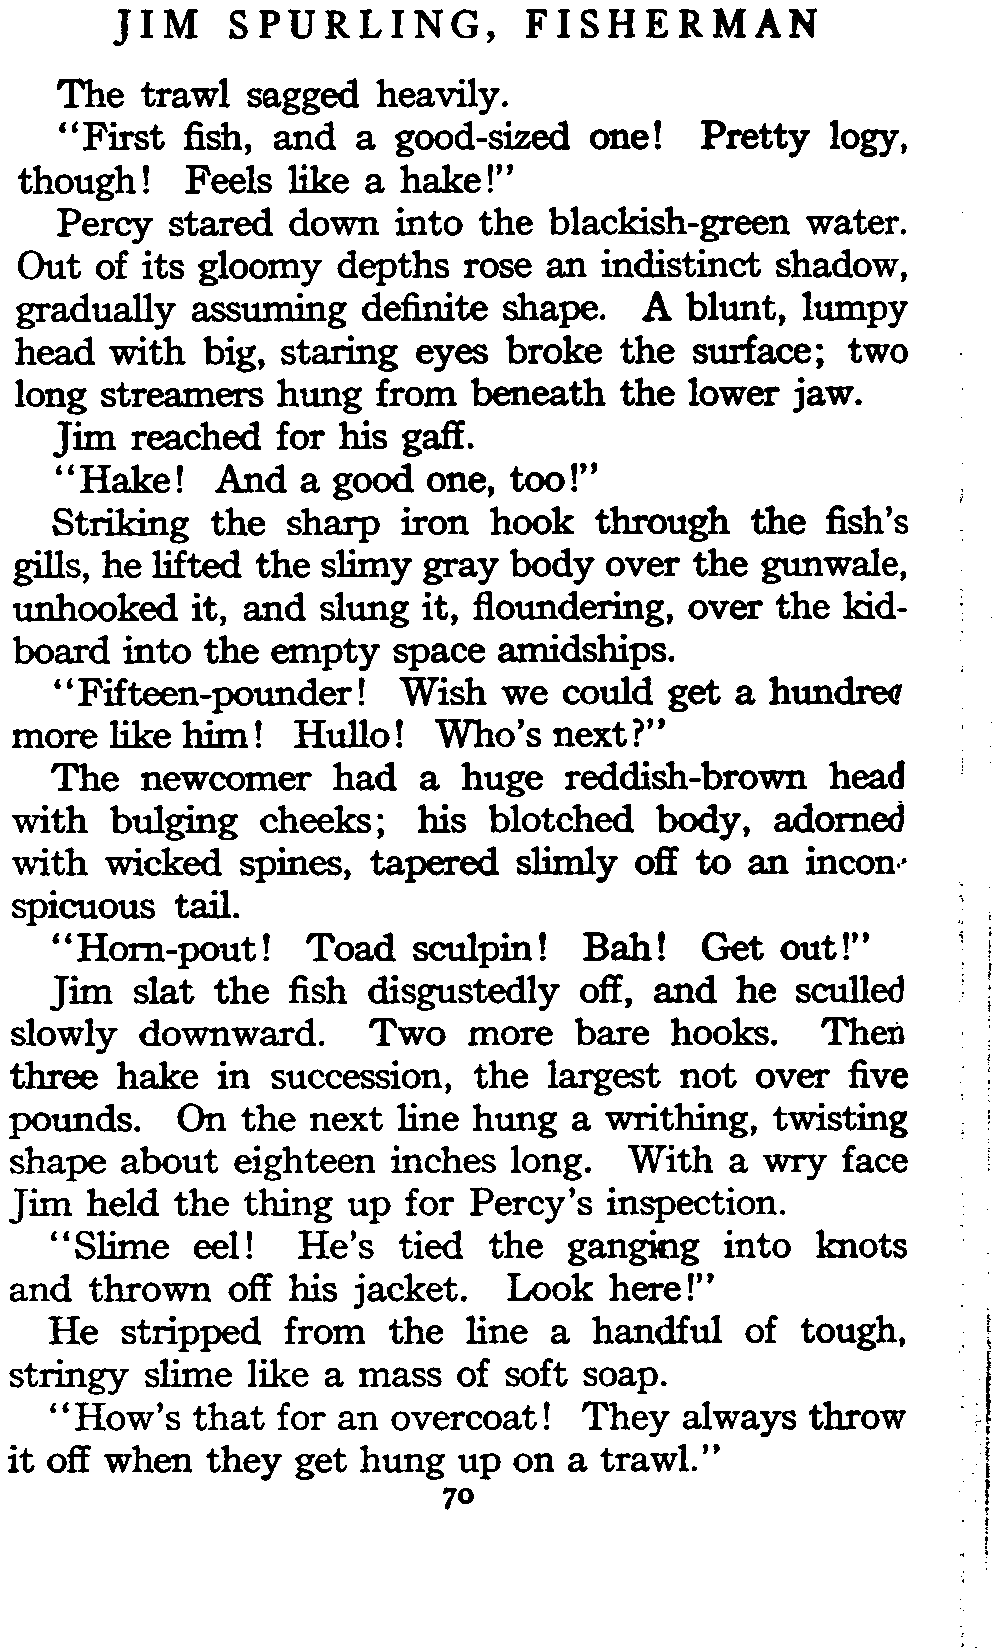 JIM SPURLING, FISHERMAN
The trawl sagged heavily.
"First fish, and a good-sized one! Pretty logy,
though! Feels like a hake!"
Percy stared down into the blackish-green water.
Out of its gloomy depths rose an indistinct shadow,
gradually assuming definite shape. A blunt, lumpy
head with big, staring eyes broke the surface; two
long streamers hung from beneath the lower jaw.
Jim reached for his gaff.
"Hake! And a good one, too!"
Striking the sharp iron hook through the fish's
gills, he lifted the slimy gray body over the gunwale,
unhooked it, and slung it, floundering, over the kid-
board into the empty space amidships.
"Fifteen-pounder! Wish we could get a hundred
more like him! Hullo! Who's next?"
The newcomer had a huge reddish-brown head
with bulging cheeks; his blotched body, adorned
with wicked spines, tapered slimly off to an incon-
spicuous tail.
"Horn-pout! Toad sculpin! Bah! Get out!"
Jim slat the fish disgustedly off, and he sculled
slowly downward. Two more bare hooks. Then
three hake in succession, the largest not over five
pounds. On the next line hung a writhing, twisting
shape about eighteen inches long. With a wry face
Jim held the thing up for Percy's inspection.
"Slime eel! He's tied the ganging into knots
and thrown off his jacket. Look here!"
He stripped from the line a handful of tough,
stringy slime like a mass of soft soap.
"How's that for an overcoat! They always throw
it off when they get hung up on a trawl."
70